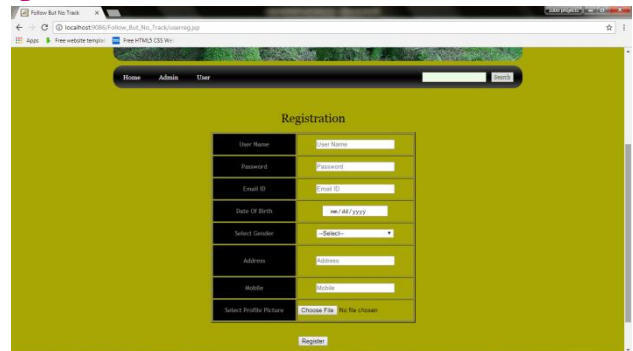 Follow But No Track
localhost:9086/Follow_But_No_Track/userreg.jsp
Apps Free website templat Free HTML5 CSS We
Home Admin User Search
Registration
User Name User Name
Password Password
Email ID Email ID
Date Of Birth mm/dd/yyyy
Select Gender --Select--
Address Address
Mobile Mobile
Select Profile Picture Choose File No file chosen
Register